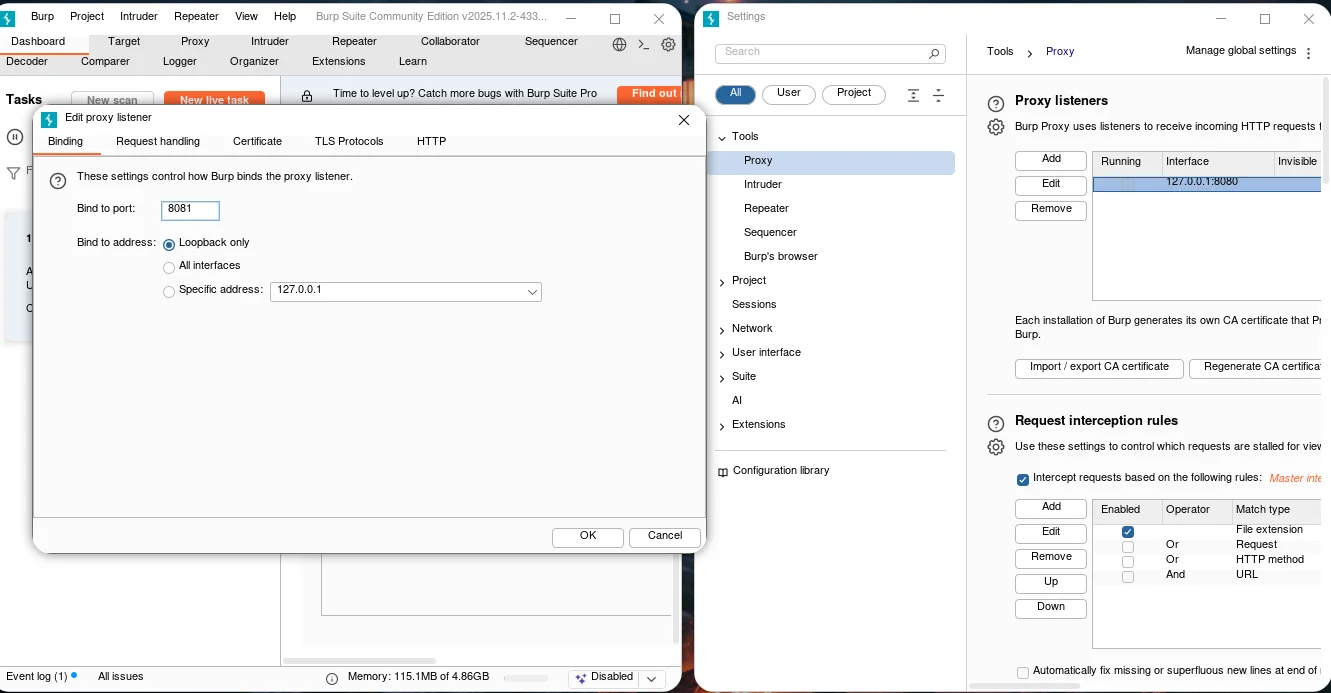 Burp Project Intruder Repeater View Help Burp Suite Community Edition v2025.11.2-433...
Dashboard Target Proxy Intruder Repeater Collaborator Sequencer
Decoder Comparer Logger Organizer Extensions Learn
Tasks New scan New live task
Time to level up? Catch more bugs with Burp Suite Pro Find out
Edit proxy listener
Binding Request handling Certificate TLS Protocols HTTP
These settings control how Burp binds the proxy listener.
Bind to port: 8081
Bind to address: Loopback only
All interfaces
Specific address: 127.0.0.1
OK Cancel
Event log (1) All issues Memory: 115.1MB of 4.86GB Disabled
Settings
Search
All User Project
Tools
Proxy
Intruder
Repeater
Sequencer
Burp's browser
Project
Sessions
Network
User interface
Suite
AI
Extensions
Configuration library
Tools Proxy Manage global settings
Proxy listeners
Burp Proxy uses listeners to receive incoming HTTP requests
Add
Edit
Remove
Running Interface Invisible
127.0.0.1:8080
Each installation of Burp generates its own CA certificate that
Burp.
Import / export CA certificate Regenerate CA certifica
Request interception rules
Use these settings to control which requests are stalled for
Intercept requests based on the following rules: Master
Add
Edit
Remove
Up
Down
Enabled Operator Match type
File extension
Or Request
Or HTTP method
And URL
Automatically fix missing or superfluous new lines at end of